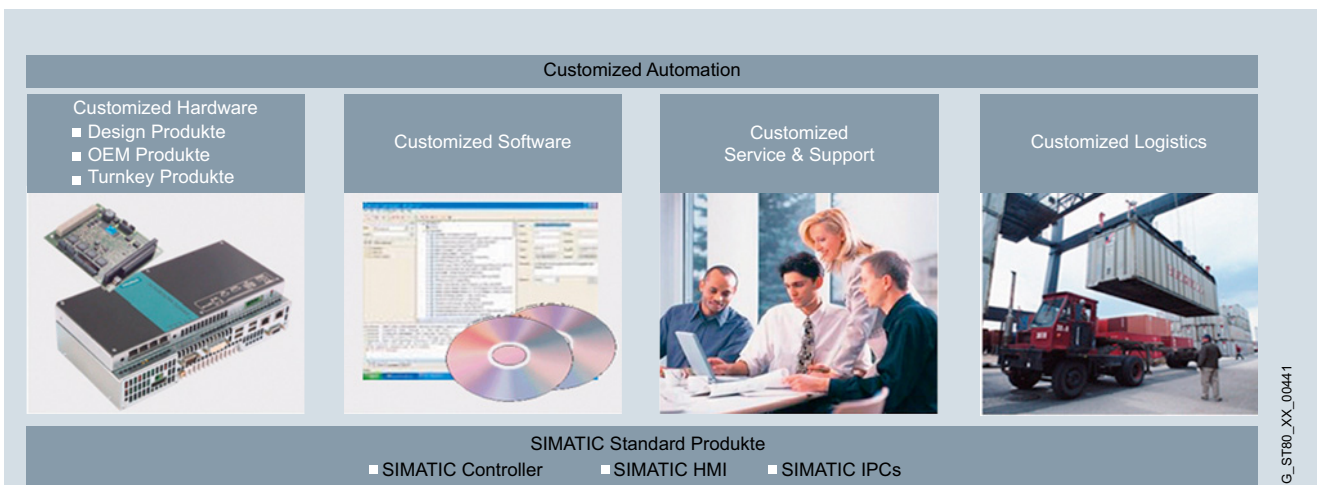 Customized Automation
Customized Hardware
Design Produkte
OEM Produkte
Turnkey Produkte
Customized Software
Customized
Service & Support
Customized Logistics
SIMATIC Standard Produkte
SIMATIC Controller SIMATIC HMI SIMATIC IPCs
G_ST80_XX_00441